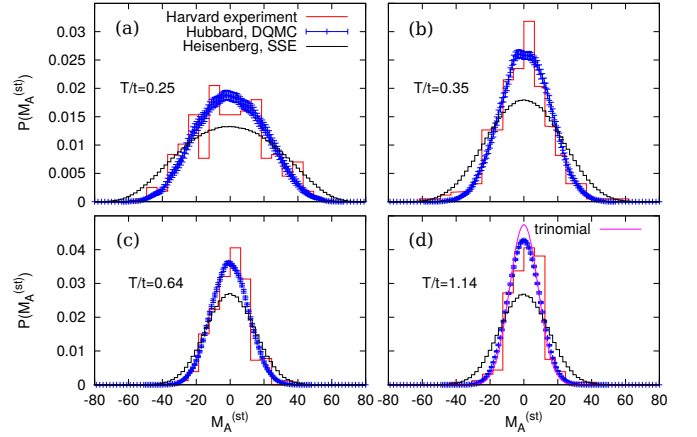 (a)
Harvard experiment
Hubbard, DQMC
Heisenberg, SSE
T/t=0.25
P(M_A^(st))
0.03
0.025
0.02
0.015
0.01
0.005
0
(b)
T/t=0.35
(c)
T/t=0.64
P(M_A^(st))
0.04
0.03
0.02
0.01
0
-80 -60 -40 -20 0 20 40 60
M_A^(st)
(d)
trinomial
T/t=1.14
-80 -60 -40 -20 0 20 40 60 80
M_A^(st)